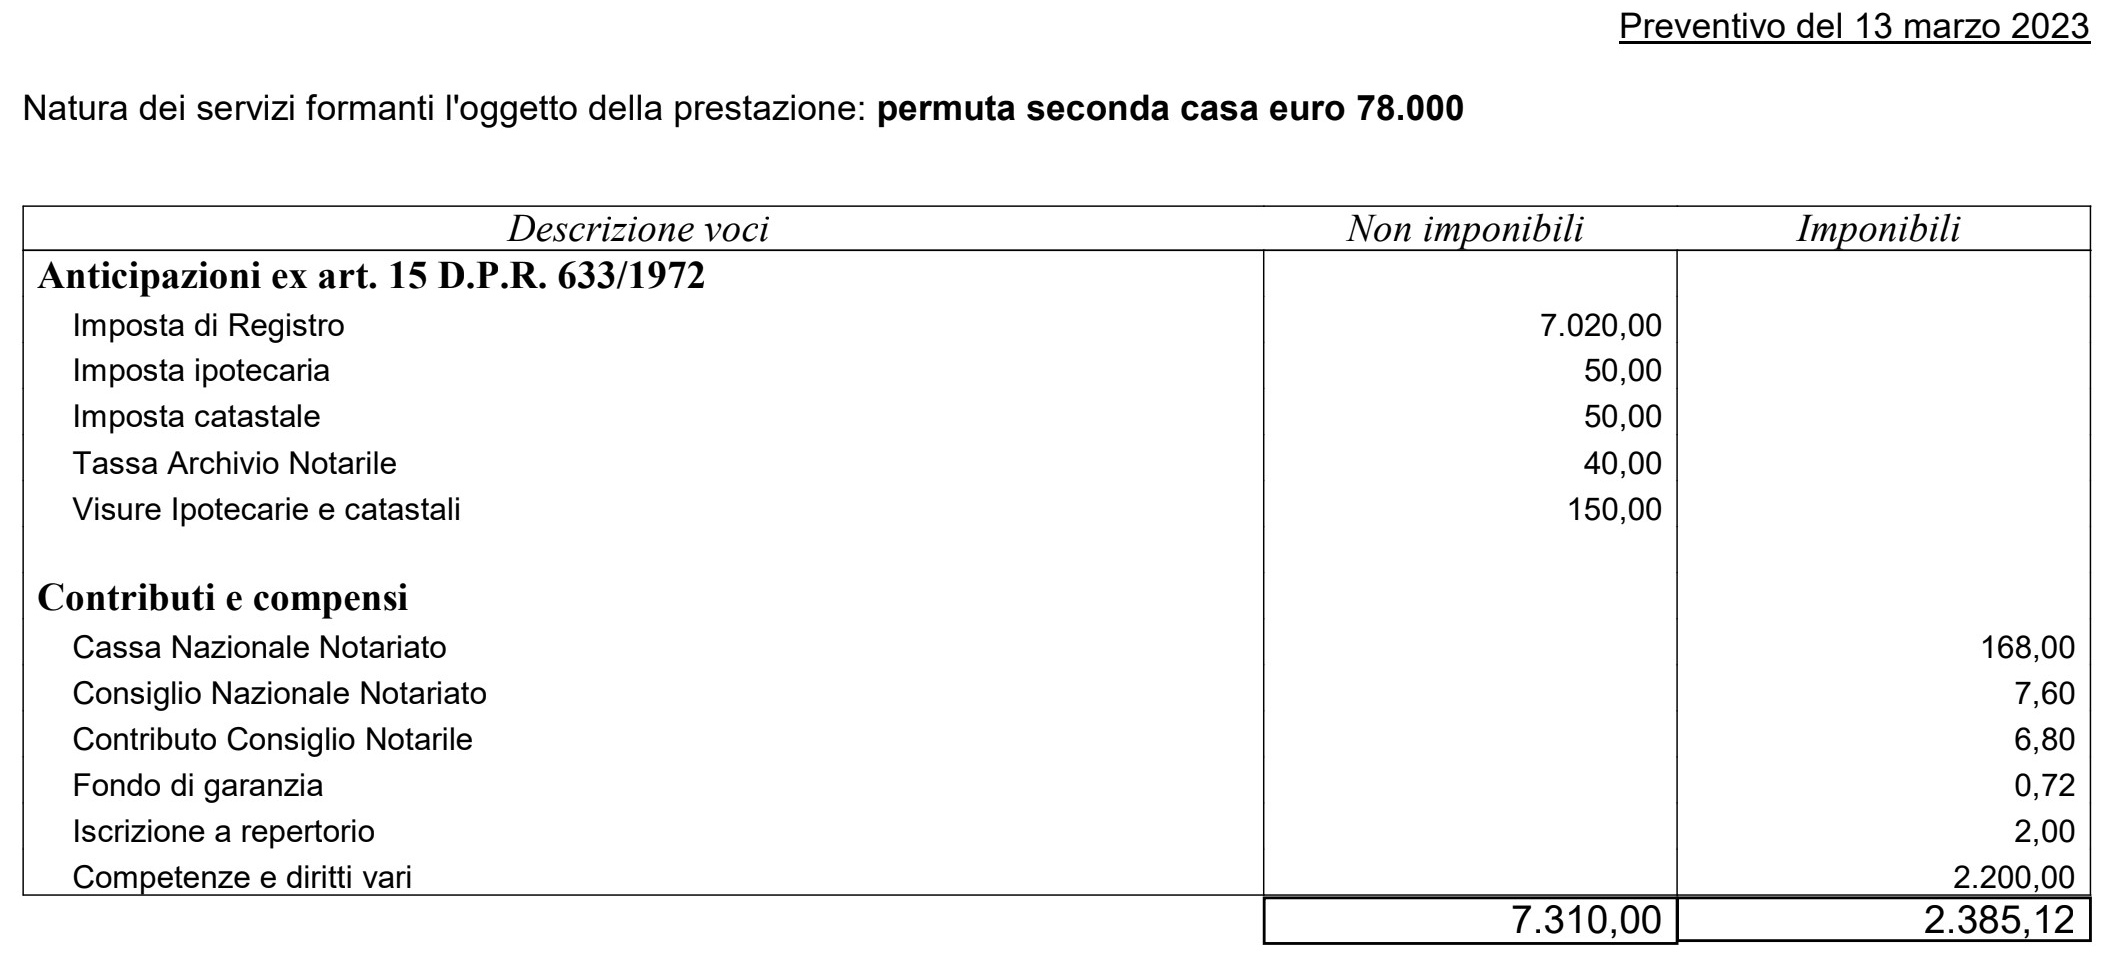 Preventivo del 13 marzo 2023
Natura dei servizi formanti l'oggetto della prestazione: permuta seconda casa euro 78.000
Descrizione voci Non imponibili Imponibili
Anticipazioni ex art. 15 D.P.R. 633/1972
Imposta di Registro 7.020,00
Imposta ipotecaria 50,00
Imposta catastale 50,00
Tassa Archivio Notarile 40,00
Visure Ipotecarie e catastali 150,00
Contributi e compensi
Cassa Nazionale Notariato 168,00
Consiglio Nazionale Notariato 7,60
Contributo Consiglio Notarile 6,80
Fondo di garanzia 0,72
Iscrizione a repertorio 2,00
Competenze e diritti vari 2.200,00
7.310,00 2.385,12